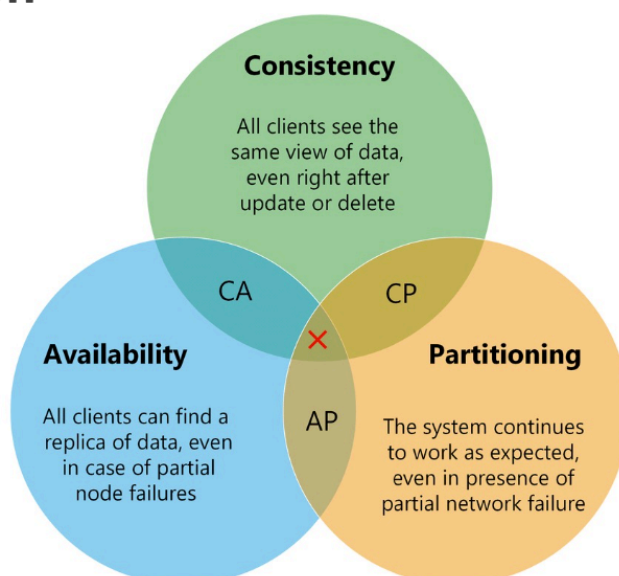 Consistency
All clients see the
same view of data,
even right after
update or delete
CA
CP
Availability
All clients can find a
replica of data, even
in case of partial
node failures
AP
Partitioning
The system continues
to work as expected,
even in presence of
partial network failure